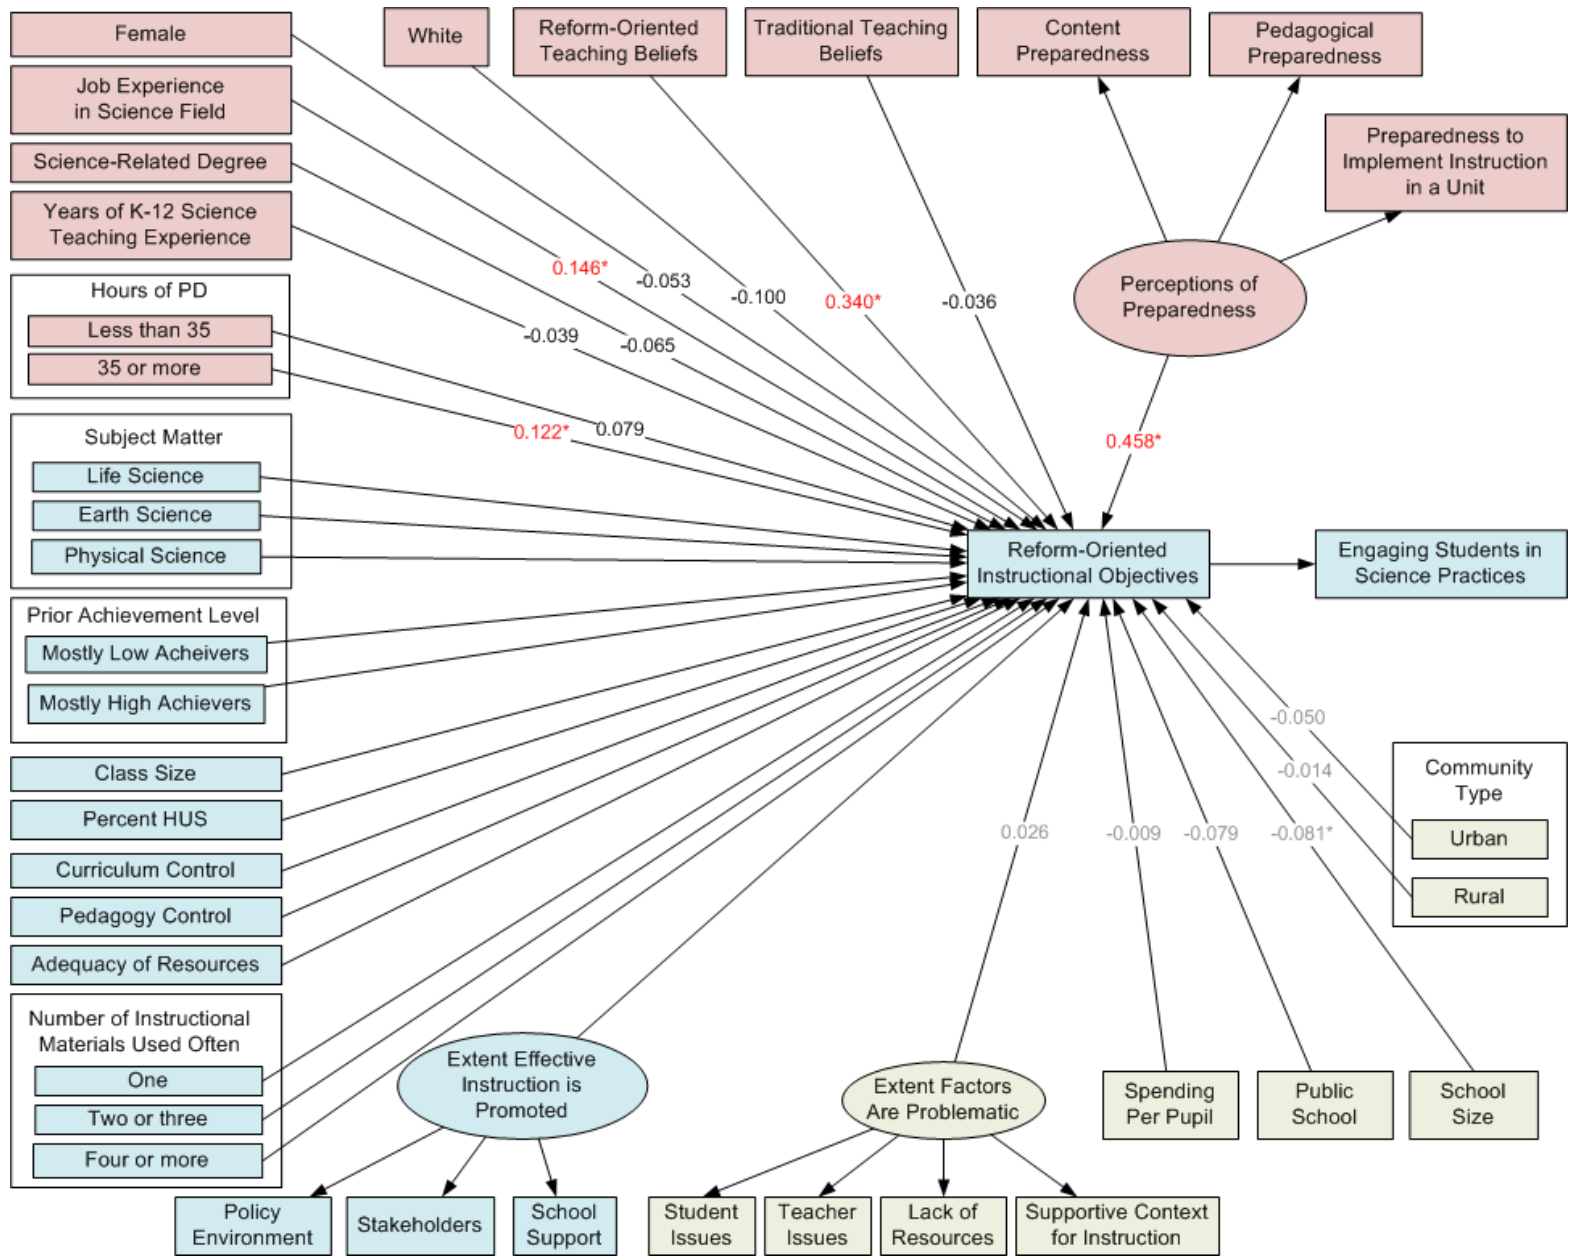 Female
White
Reform-Oriented
Teaching Beliefs
Traditional Teaching
Beliefs
Content
Preparedness
Pedagogical
Preparedness
Job Experience
in Science Field
Preparedness to
Implement Instruction
in a Unit
Science-Related Degree
Years of K-12 Science
Teaching Experience
Perceptions of
Preparedness
Hours of PD
Less than 35
35 or more
0.146*
-0.053
-0.100
0.340*
-0.036
-0.039
-0.065
0.122*
0.079
0.458*
Subject Matter
Life Science
Earth Science
Physical Science
Reform-Oriented
Instructional Objectives
Engaging Students in
Science Practices
Prior Achievement Level
Mostly Low Acheivers
Mostly High Achievers
Class Size
Percent HUS
Curriculum Control
Pedagogy Control
Adequacy of Resources
-0.050
-0.014
0.026
-0.009
-0.079
-0.081*
Community
Type
Urban
Rural
Number of Instructional
Materials Used Often
One
Two or three
Four or more
Extent Effective
Instruction is
Promoted
Extent Factors
Are Problematic
Spending
Per Pupil
Public
School
School
Size
Policy
Environment
Stakeholders
School
Support
Student
Issues
Teacher
Issues
Lack of
Resources
Supportive Context
for Instruction